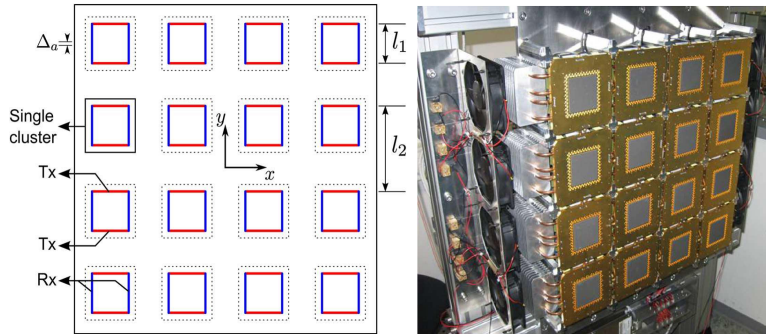 Δₐ
l₁
Single
cluster
y
x
l₂
Tx
Tx
Rx